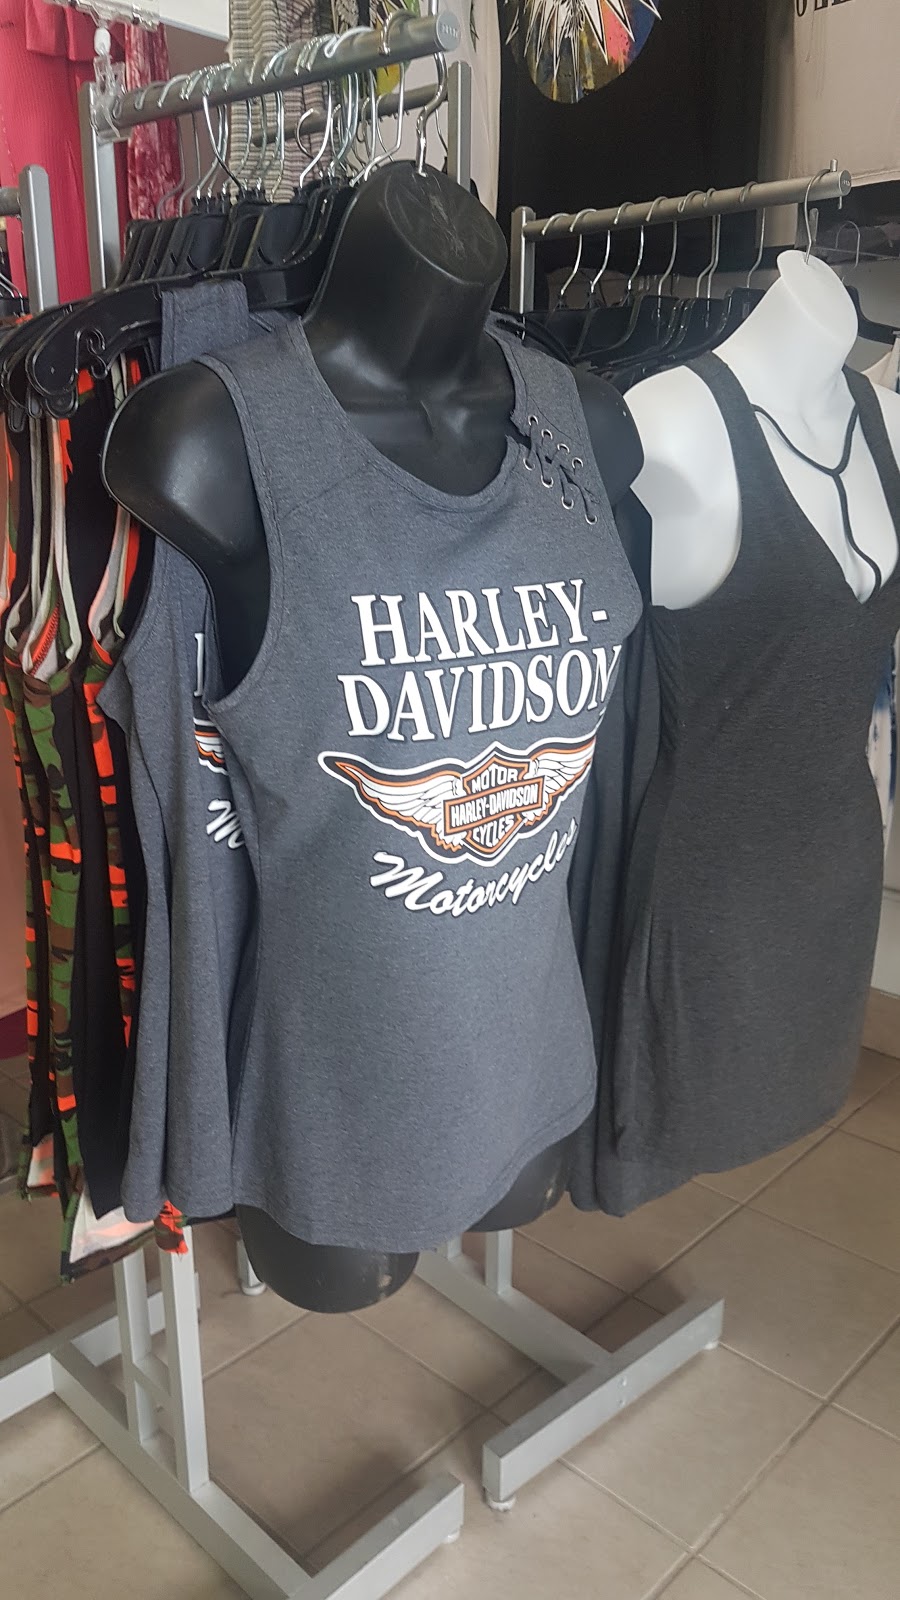 HARLEY-
DAVIDSON
MOTOR
HARLEY-DAVIDSON
CYCLES
Motorcycles
M